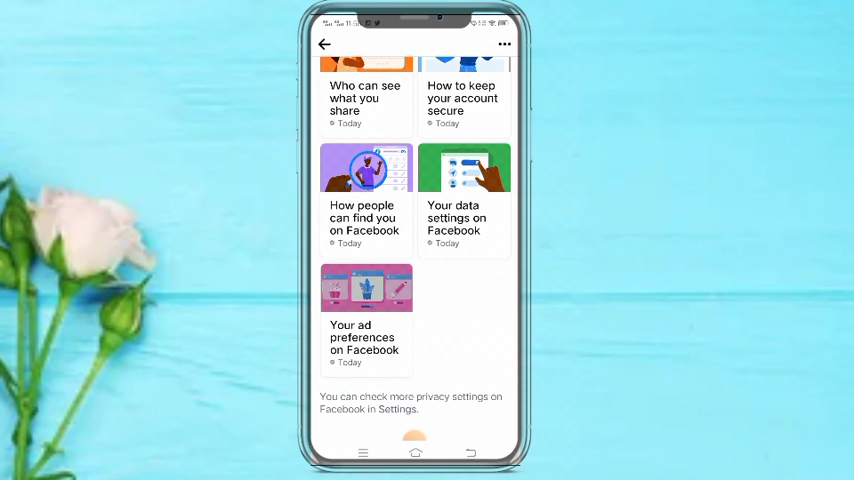 Who can see
what you
share
Today
How to keep
your account
secure
Today
How people
can find you
on Facebook
Today
Your data
settings on
Facebook
Today
Your ad
preferences
on Facebook
Today
You can check more privacy settings on
Facebook in Settings.